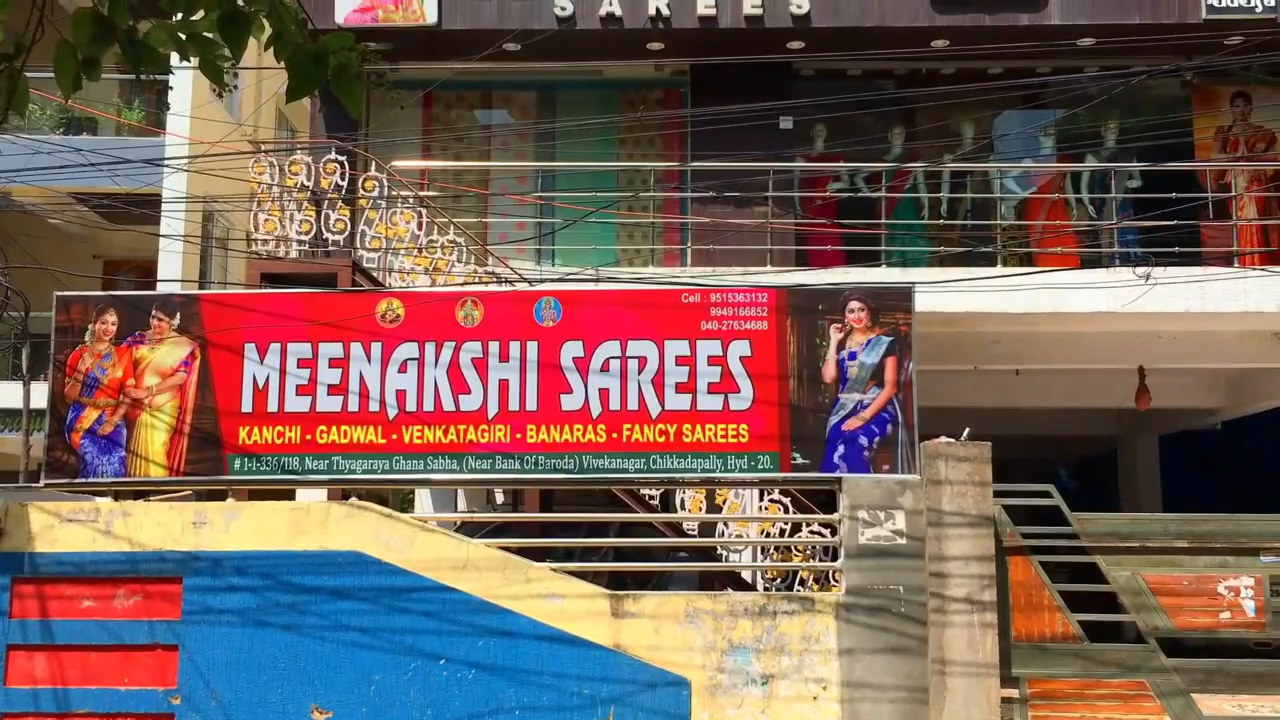 SAREES
Cell : 9515363132
9949166852
040-27634688
MEENAKSHI SAREES
KANCHI - GADWAL - VENKATAGIRI - BANARAS - FANCY SAREES
# 1-1-336/118, Near Thyagaraya Ghana Sabha, (Near Bank Of Baroda) Vivekanagar, Chikkadapally, Hyd - 20.